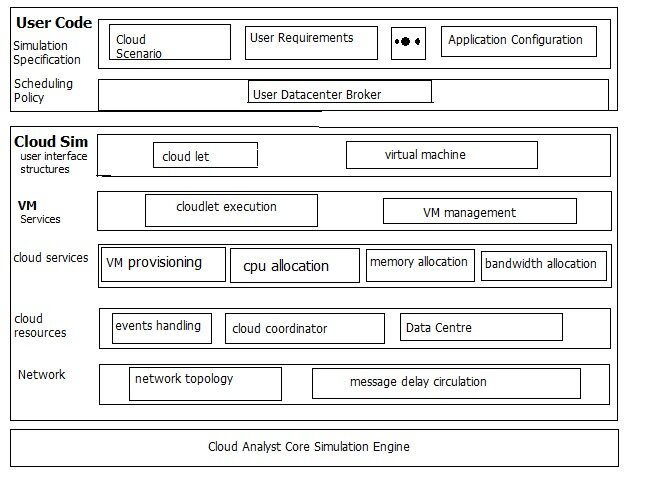 User Code
Simulation
Specification
Cloud
Scenario
User Requirements
Application Configuration
Scheduling
Policy
User Datacenter Broker
Cloud Sim
user interface
structures
cloud let
virtual machine
VM
Services
cloudlet execution
VM management
cloud services
VM provisioning
cpu allocation
memory allocation
bandwidth allocation
cloud
resources
events handling
cloud coordinator
Data Centre
Network
network topology
message delay circulation
Cloud Analyst Core Simulation Engine